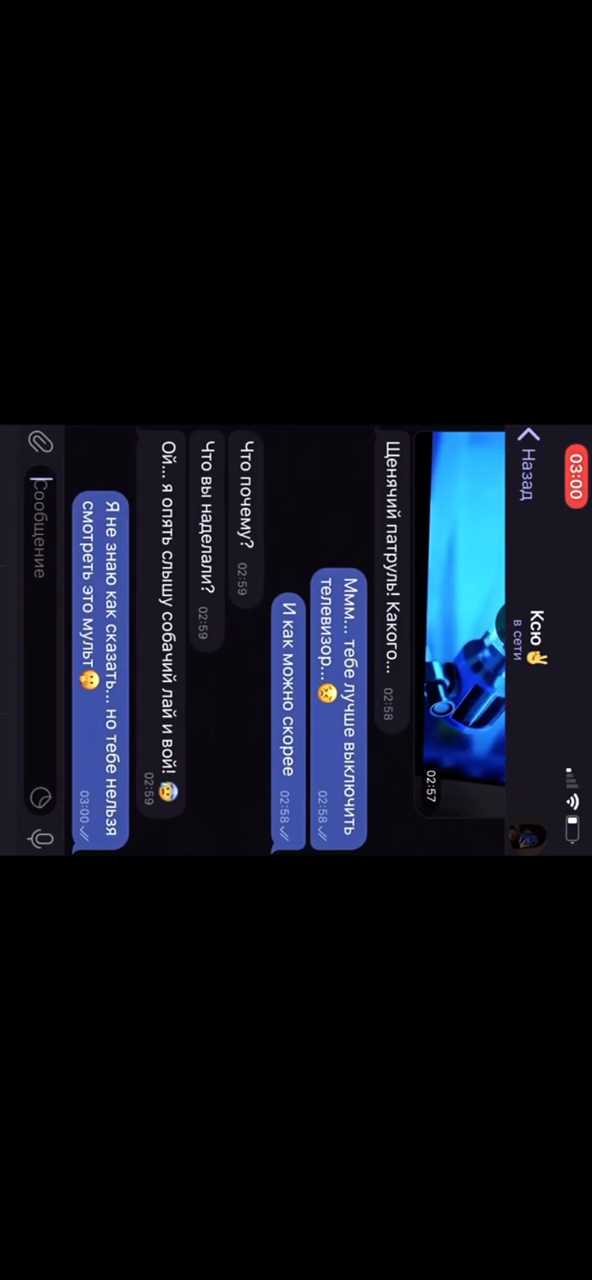 03:00
Назад
Ксю✌️
в сети
02:57
Щенячий патруль! Какого... 02:58
Ммм... тебе лучше выключить
телевизор...😢 02:58
И как можно скорее 02:58
Что почему? 02:59
Что вы наделали? 02:59
Ой... я опять слышу собачий лай и вой!😰 02:59
Я не знаю как сказать... но тебе нельзя
смотреть это мульт🤫 03:00
Сообщение